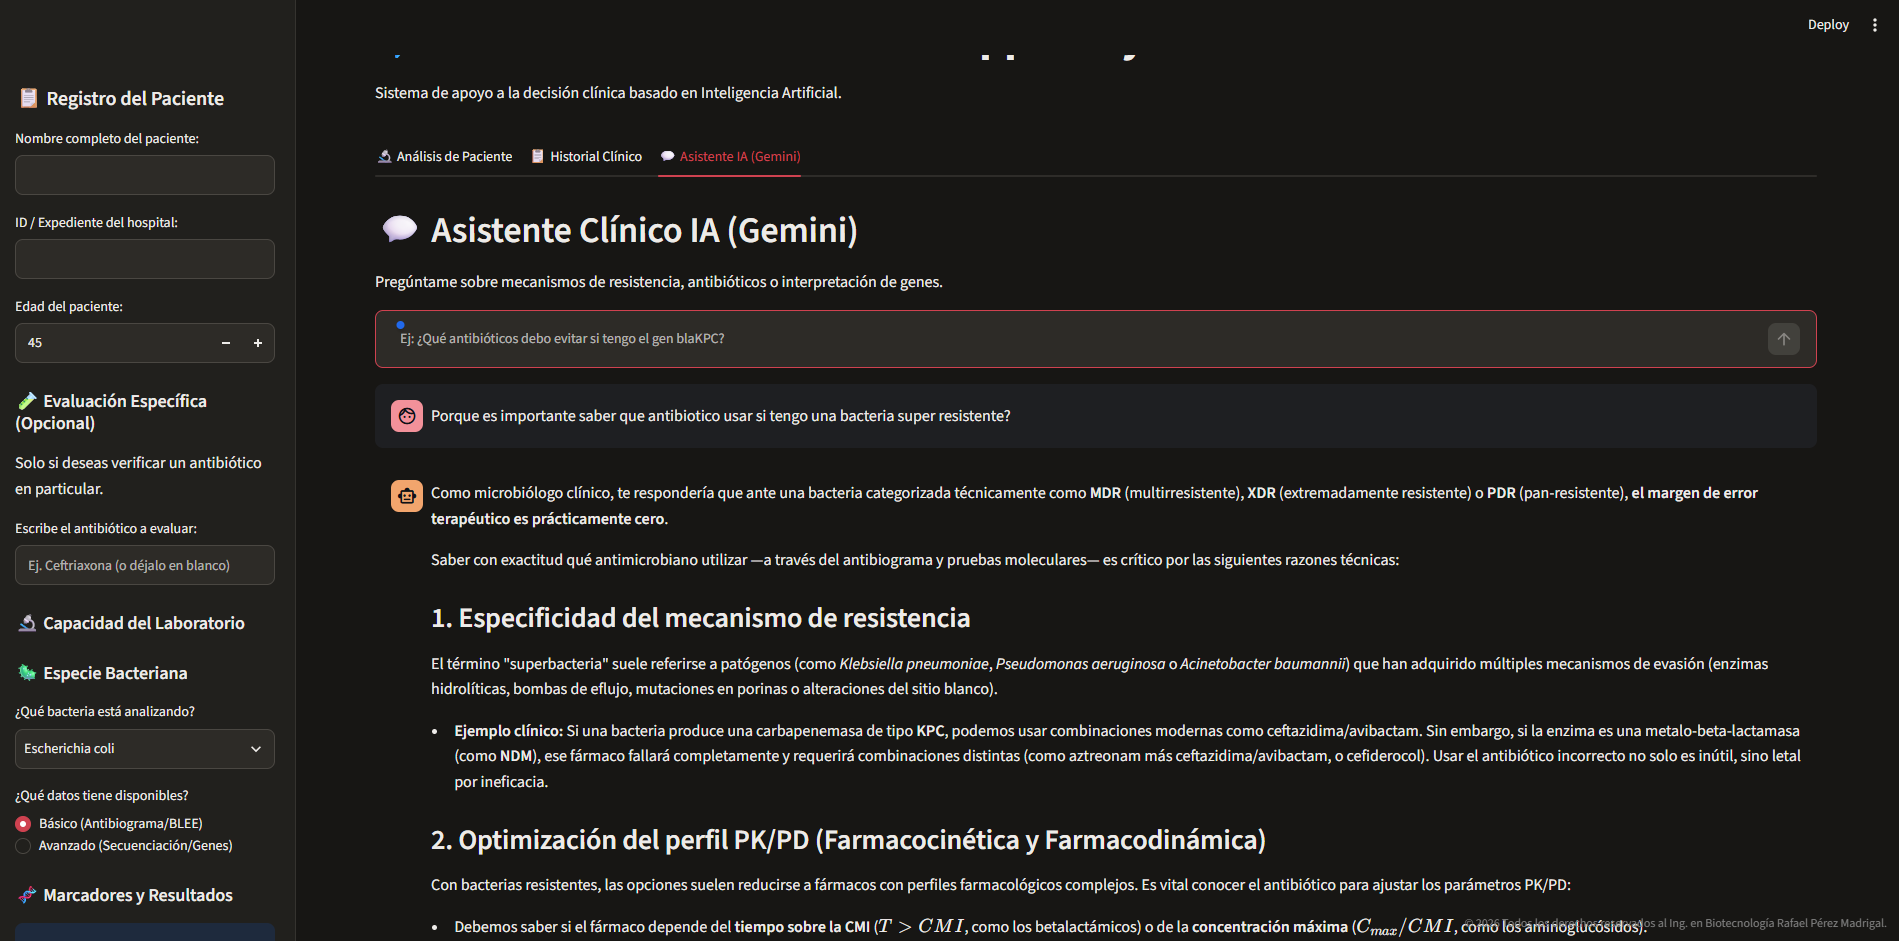 Deploy
Registro del Paciente
Nombre completo del paciente:
ID / Expediente del hospital:
Edad del paciente:
45
Evaluación Específica
(Opcional)
Solo si deseas verificar un antibiótico
en particular.
Escribe el antibiótico a evaluar:
Ej. Ceftriaxona (o déjalo en blanco)
Capacidad del Laboratorio
Especie Bacteriana
¿Qué bacteria está analizando?
Escherichia coli
¿Qué datos tiene disponibles?
Básico (Antibiograma/BLEE)
Avanzado (Secuenciación/Genes)
Marcadores y Resultados
Sistema de apoyo a la decisión clínica basado en Inteligencia Artificial.
Análisis de Paciente
Historial Clínico
Asistente IA (Gemini)
Asistente Clínico IA (Gemini)
Pregúntame sobre mecanismos de resistencia, antibióticos o interpretación de genes.
Ej: ¿Qué antibióticos debo evitar si tengo el gen blaKPC?
Porque es importante saber que antibiotico usar si tengo una bacteria super resistente?
Como microbiólogo clínico, te respondería que ante una bacteria categorizada técnicamente como MDR (multirresistente), XDR (extremadamente resistente) o PDR (pan-resistente), el margen de error
terapéutico es prácticamente cero.
Saber con exactitud qué antimicrobiano utilizar —a través del antibiograma y pruebas moleculares— es crítico por las siguientes razones técnicas:
1. Especificidad del mecanismo de resistencia
El término "superbacteria" suele referirse a patógenos (como Klebsiella pneumoniae, Pseudomonas aeruginosa o Acinetobacter baumannii) que han adquirido múltiples mecanismos de evasión (enzimas
hidrolíticas, bombas de eflujo, mutaciones en porinas o alteraciones del sitio blanco).
• Ejemplo clínico: Si una bacteria produce una carbapenemasa de tipo KPC, podemos usar combinaciones modernas como ceftazidima/avibactam. Sin embargo, si la enzima es una metalo-beta-lactamasa
(como NDM), ese fármaco fallará completamente y requerirá combinaciones distintas (como aztreonam más ceftazidima/avibactam, o cefiderocol). Usar el antibiótico incorrecto no solo es inútil, sino letal
por ineficacia.
2. Optimización del perfil PK/PD (Farmacocinética y Farmacodinámica)
Con bacterias resistentes, las opciones suelen reducirse a fármacos con perfiles farmacológicos complejos. Es vital conocer el antibiótico para ajustar los parámetros PK/PD:
• Debemos saber si el fármaco depende del tiempo sobre la CMI (T > CMI, como los betalactámicos) o de la concentración máxima (Cmax/CMI, como los aminoglucósidos).
© 2026 Todos los derechos reservados al Ing. en Biotecnología Rafael Pérez Madrigal.